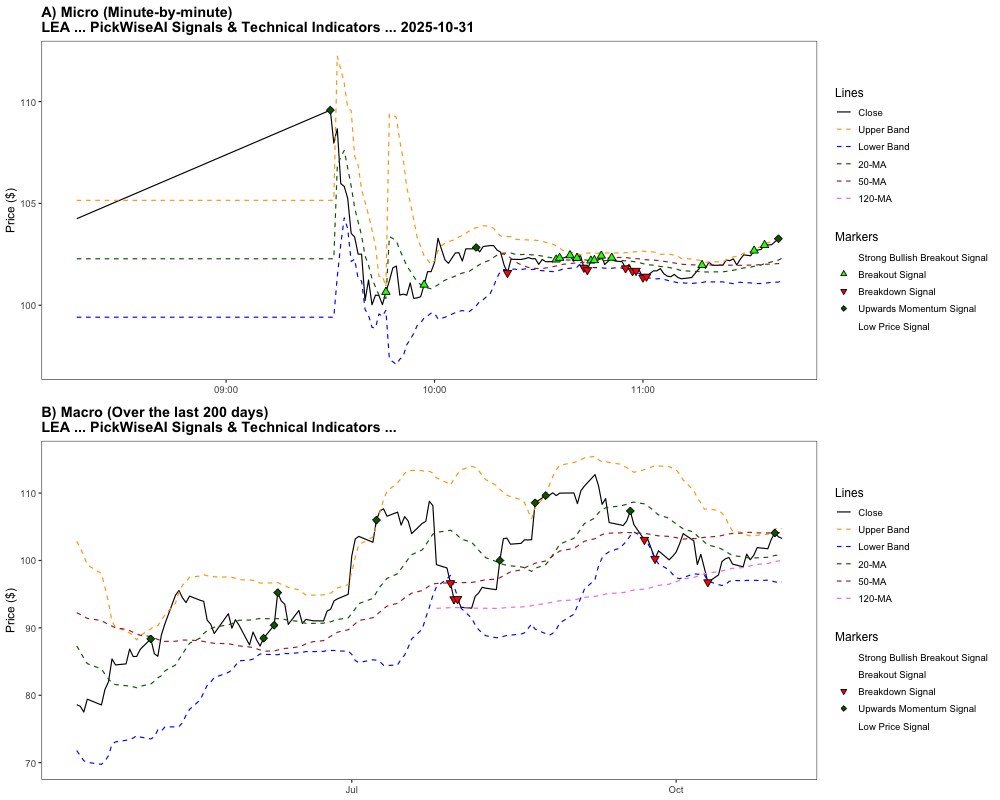 A) Micro (Minute-by-minute)
LEA ... PickWiseAI Signals & Technical Indicators ... 2025-10-31
Price ($)
110
105
100
09:00
10:00
11:00
Lines
Close
Upper Band
Lower Band
20-MA
50-MA
120-MA
Markers
Strong Bullish Breakout Signal
Breakout Signal
Breakdown Signal
Upwards Momentum Signal
Low Price Signal
B) Macro (Over the last 200 days)
LEA ... PickWiseAI Signals & Technical Indicators ...
Price ($)
110
100
90
80
70
Jul
Oct
Lines
Close
Upper Band
Lower Band
20-MA
50-MA
120-MA
Markers
Strong Bullish Breakout Signal
Breakout Signal
Breakdown Signal
Upwards Momentum Signal
Low Price Signal